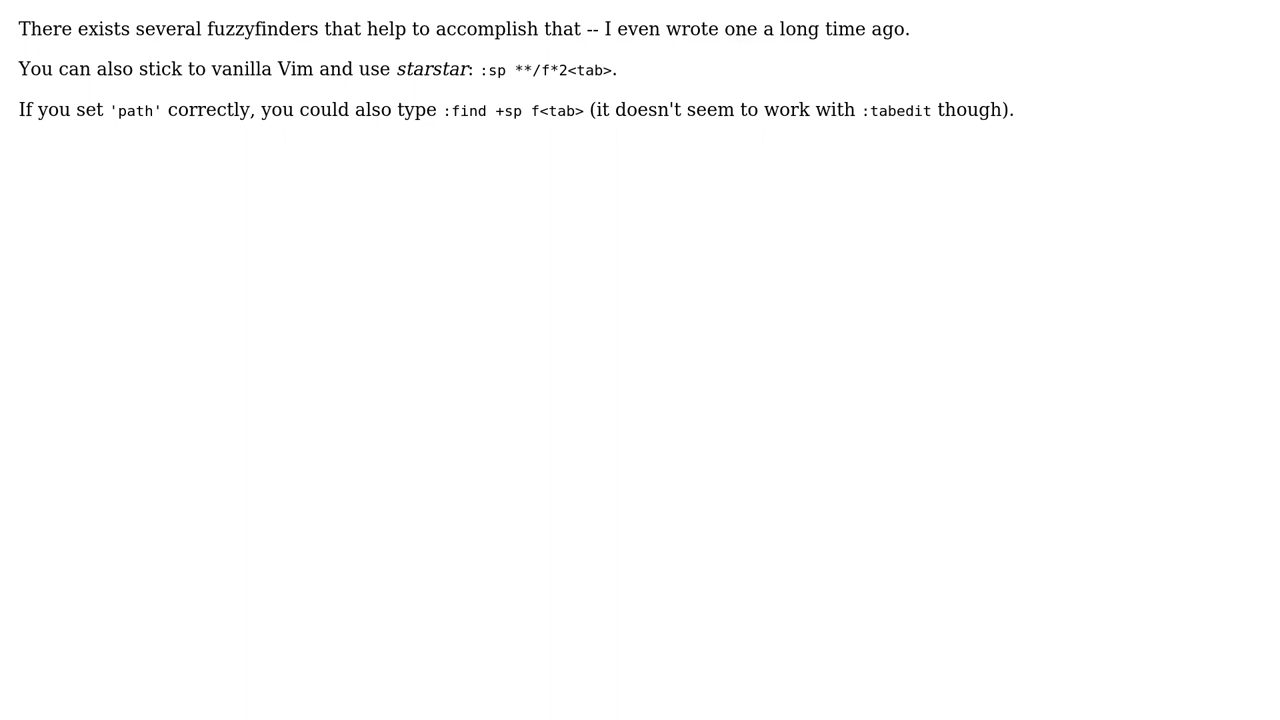 There exists several fuzzyfinders that help to accomplish that -- I even wrote one a long time ago.
You can also stick to vanilla Vim and use starstar: :sp **/f*2<tab>.
If you set 'path' correctly, you could also type :find +sp f<tab> (it doesn't seem to work with :tabedit though).